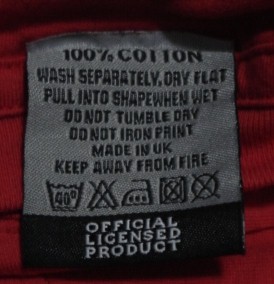 100% COTTON
WASH SEPARATELY, DRY FLAT
PULL INTO SHAPEWHEN WET
DO NOT TUMBLE DRY
DO NOT IRON PRINT
MADE IN UK
KEEP AWAY FROM FIRE
40°
OFFICIAL
LICENSED
PRODUCT